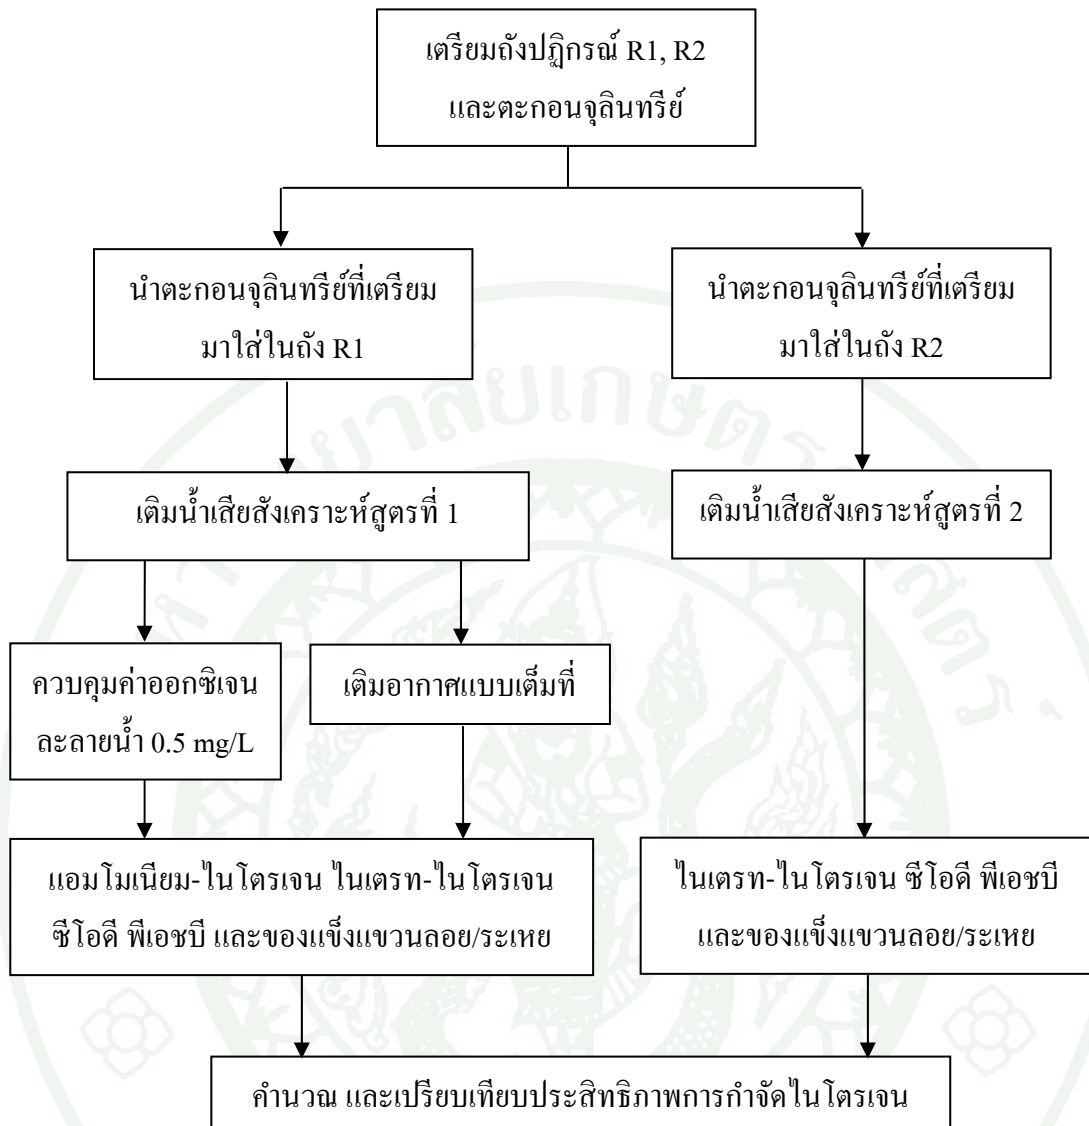 เตรียมถังปฏิกรณ์ R1, R2
และตะกอนจุลินทรีย์
นำตะกอนจุลินทรีย์ที่เตรียม
มาใส่ในถัง R1
นำตะกอนจุลินทรีย์ที่เตรียม
มาใส่ในถัง R2
เติมน้ำเสียสังเคราะห์สูตรที่ 1
เติมน้ำเสียสังเคราะห์สูตรที่ 2
ควบคุมค่าออกซิเจน
ละลายน้ำ 0.5 mg/L
เติมอากาศแบบเต็มที่
แอมโมเนียม-ไนโตรเจน ไนเตรท-ไนโตรเจน
ซีโอดี พีเอชบี และของแข็งแขวนลอย/ระเหย
ไนเตรท-ไนโตรเจน ซีโอดี พีเอชบี
และของแข็งแขวนลอย/ระเหย
คำนวณ และเปรียบเทียบประสิทธิภาพการกำจัดไนโตรเจน